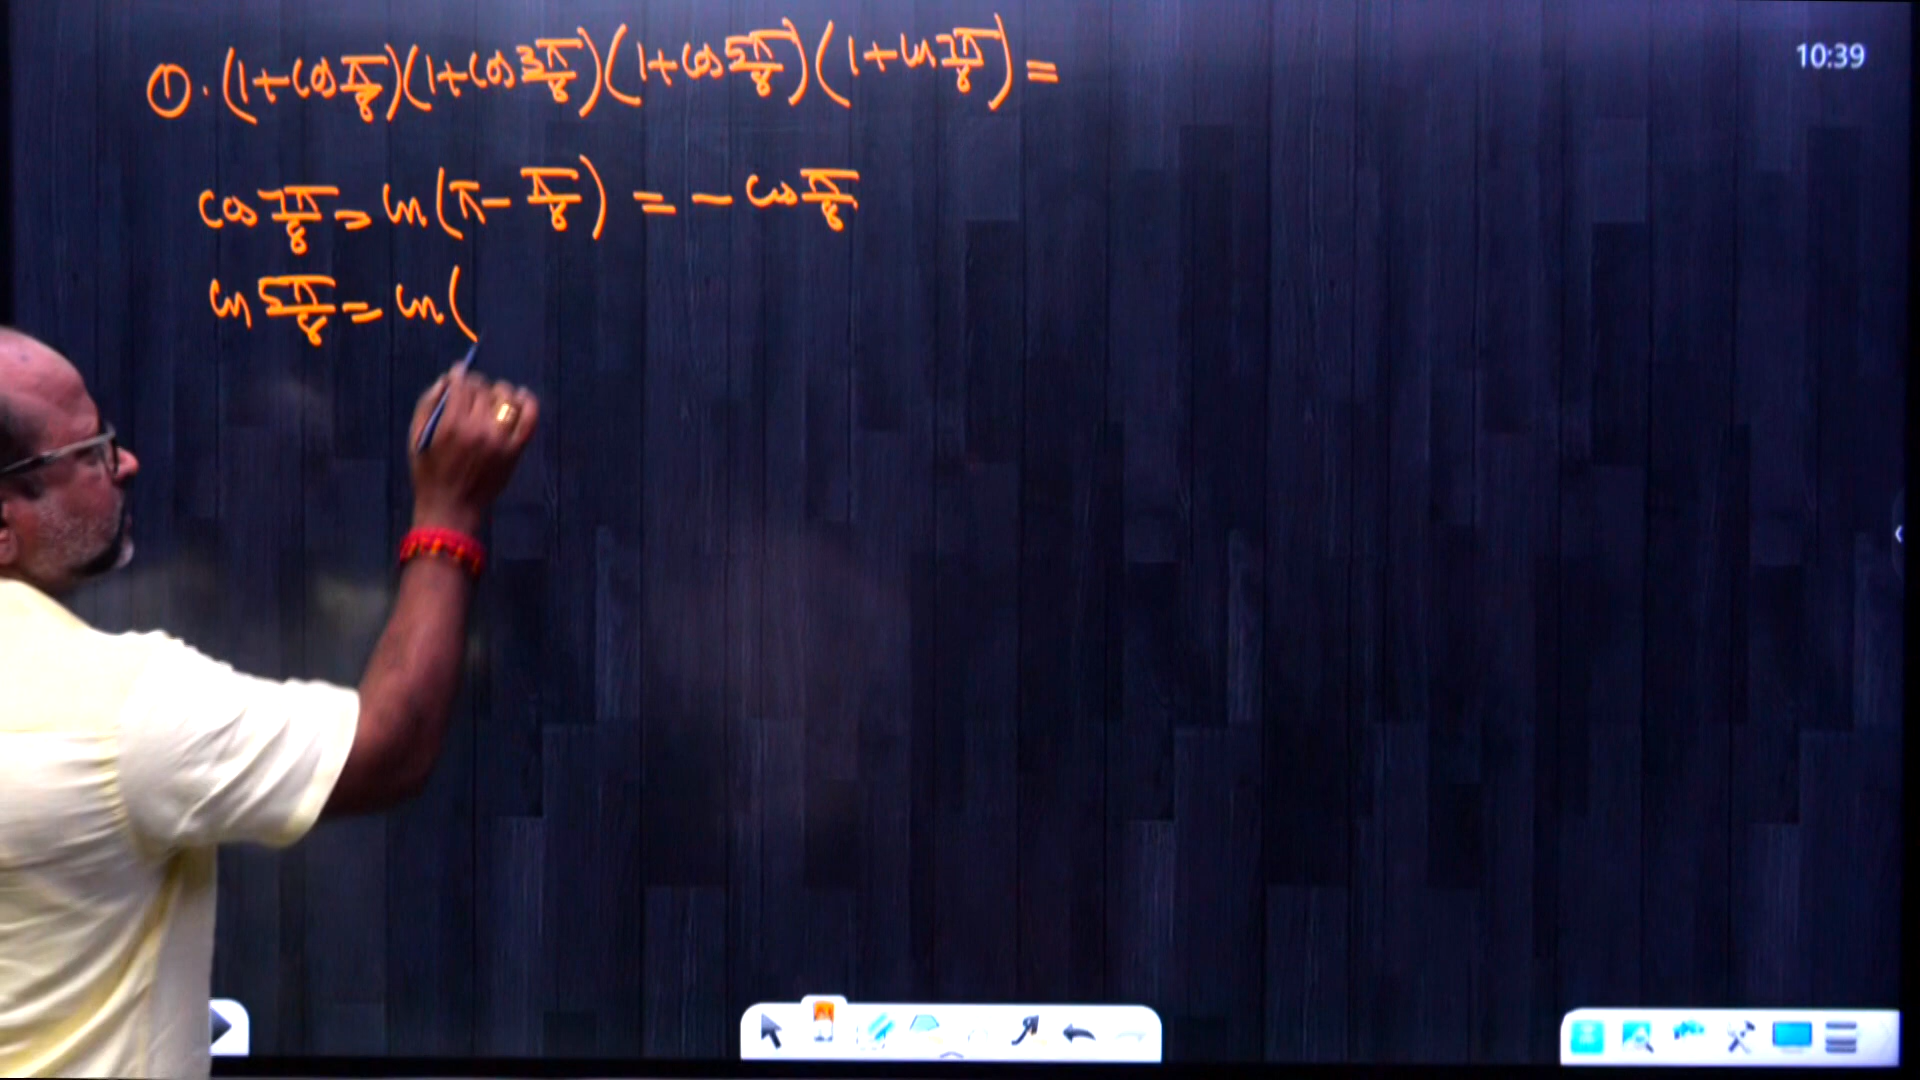 ①. (1+cos π/8)(1+cos 3π/8)(1+cos 5π/8)(1+cos 7π/8) =
10:39
cos 7π/8 = cos(π - π/8) = - cos π/8
cos 5π/8 = cos(